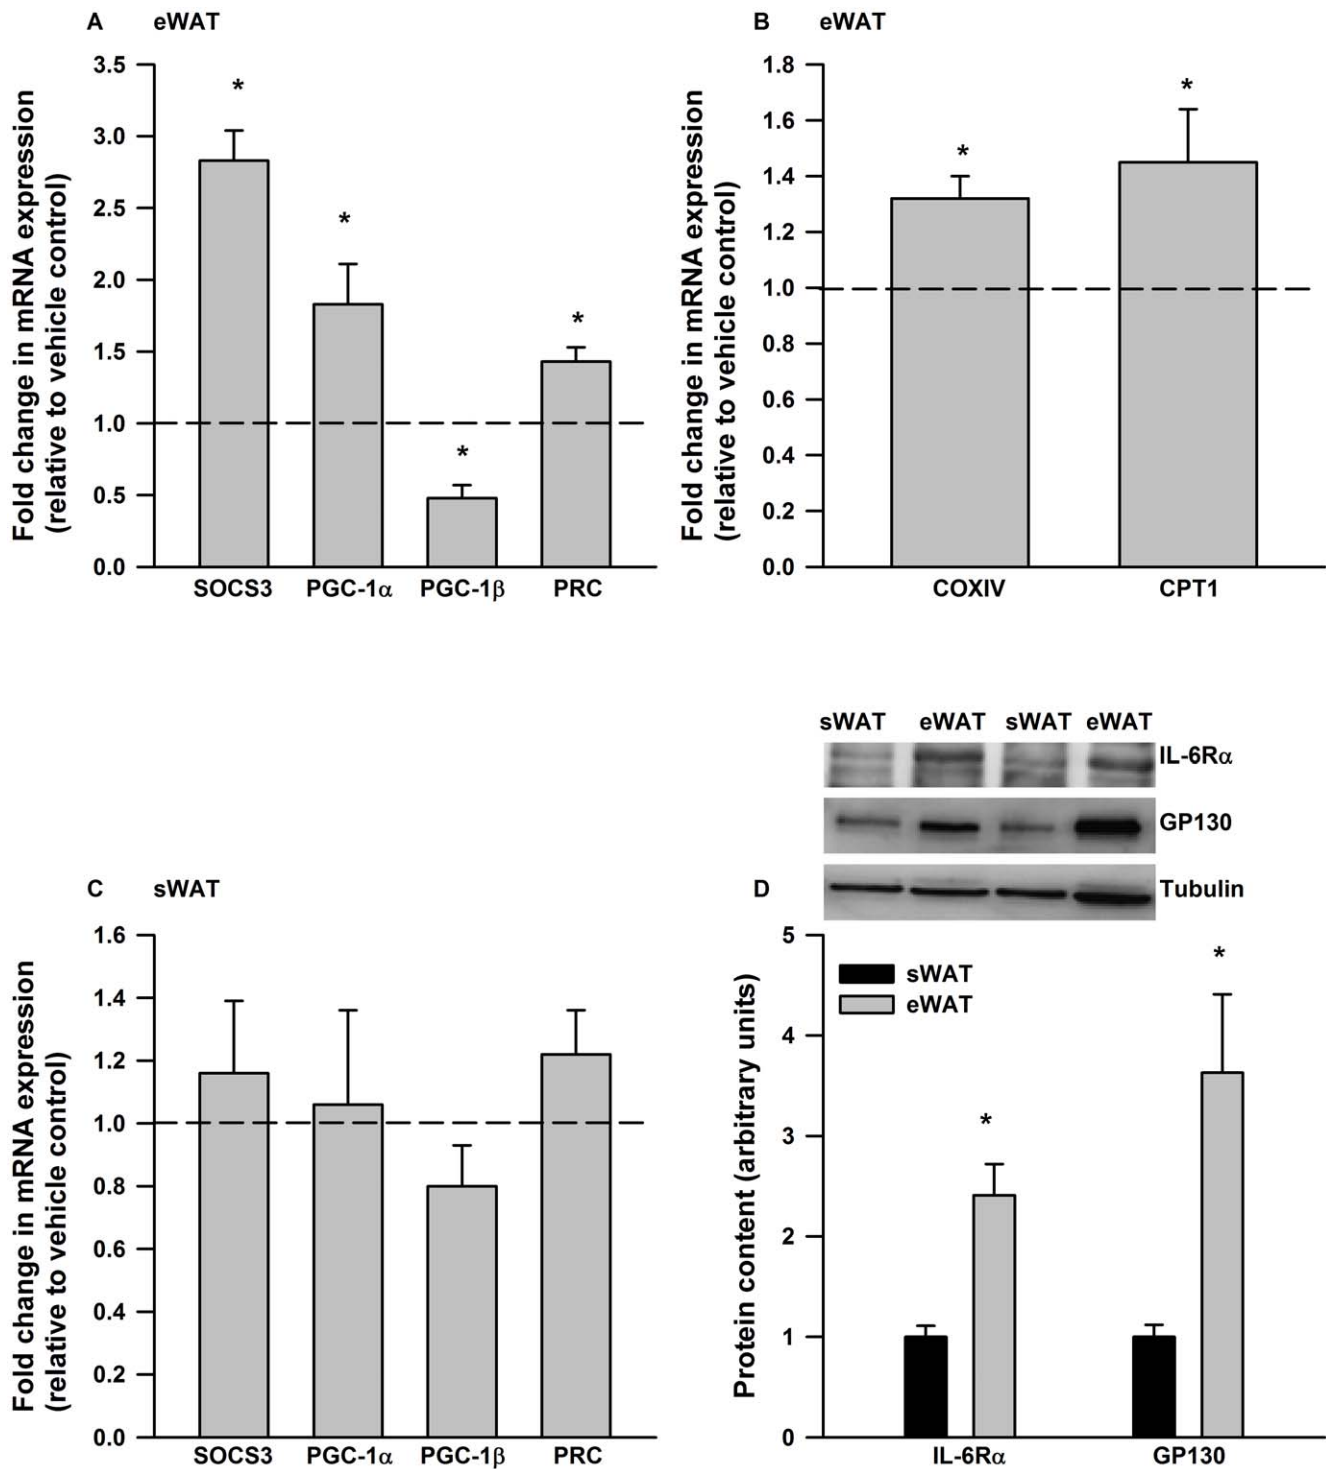 A eWAT
Fold change in mRNA expression
(relative to vehicle control)
3.5
3.0
2.5
2.0
1.5
1.0
0.5
0.0
*
*
*
*
SOCS3 PGC-1α PGC-1β PRC
B eWAT
Fold change in mRNA expression
(relative to vehicle control)
1.8
1.6
1.4
1.2
1.0
0.8
0.6
0.4
0.2
0.0
*
*
COXIV CPT1
C sWAT
Fold change in mRNA expression
(relative to vehicle control)
1.6
1.4
1.2
1.0
0.8
0.6
0.4
0.2
0.0
SOCS3 PGC-1α PGC-1β PRC
sWAT eWAT sWAT eWAT
IL-6Rα
GP130
D
Tubulin
Protein content (arbitrary units)
5
4
3
2
1
0
sWAT
eWAT
*
*
IL-6Rα GP130